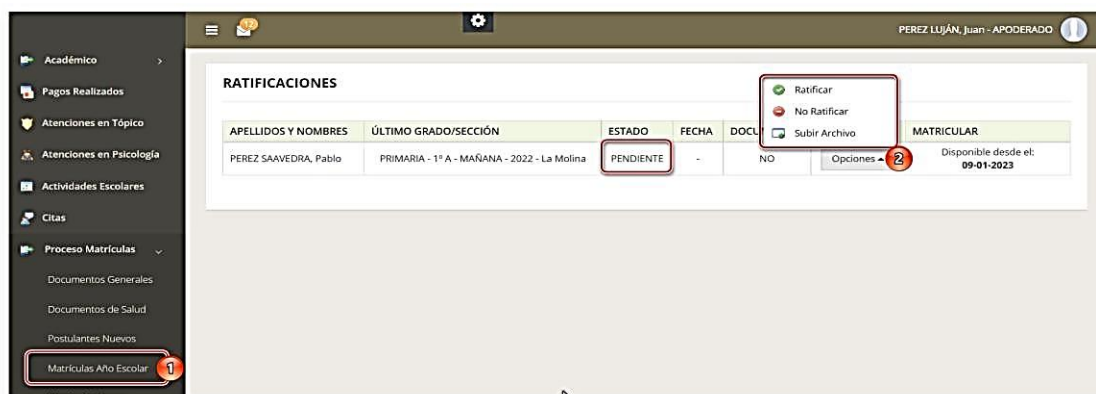 12
PEREZ LUJÁN, Juan - APODERADO
Académico
Pagos Realizados
Atenciones en Tópico
Atenciones en Psicología
Actividades Escolares
Citas
Proceso Matrículas
Documentos Generales
Documentos de Salud
Postulantes Nuevos
Matrículas Año Escolar 1
RATIFICACIONES
Ratificar
No Ratificar
Subir Archivo
APELLIDOS Y NOMBRES ÚLTIMO GRADO/SECCIÓN ESTADO FECHA DOCU MATRICULAR
PEREZ SAAVEDRA, Pablo PRIMARIA - 1º A - MAÑANA - 2022 - La Molina PENDIENTE - NO Opciones 2 Disponible desde el:
09-01-2023